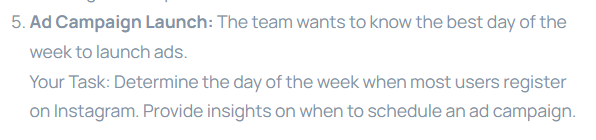 5. Ad Campaign Launch: The team wants to know the best day of the
week to launch ads.
Your Task: Determine the day of the week when most users register
on Instagram. Provide insights on when to schedule an ad campaign.